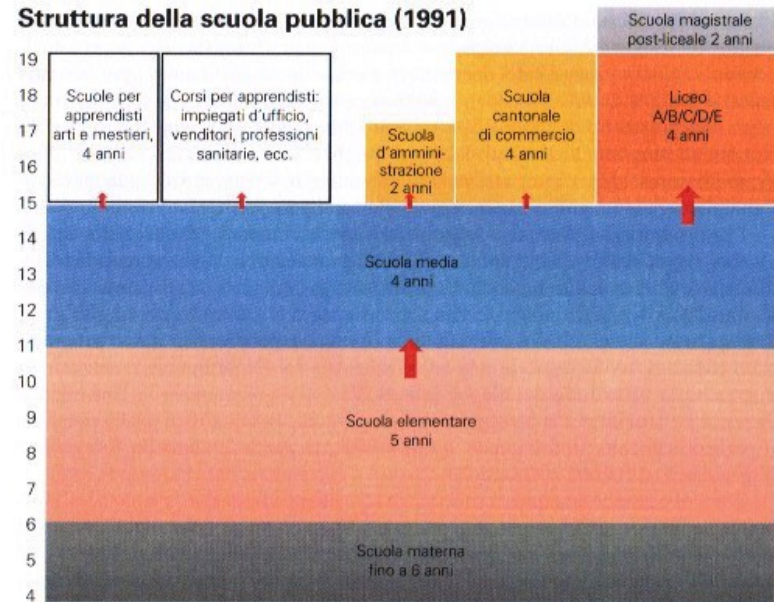 Struttura della scuola pubblica (1991)
Scuola magistrale
post-liceale 2 anni
19
18
17
16
15
14
13
12
11
10
9
8
7
6
5
4
Scuole per
apprendisti
arti e mestieri,
4 anni
Corsi per apprendisti:
impiegati d'ufficio,
venditori, professioni
sanitarie, ecc.
Scuola
d'ammini-
strazione
2 anni
Scuola
cantonale
di commercio
4 anni
Liceo
A/B/C/D/E
4 anni
Scuola media
4 anni
Scuola elementare
5 anni
Scuola materna
fino a 6 anni